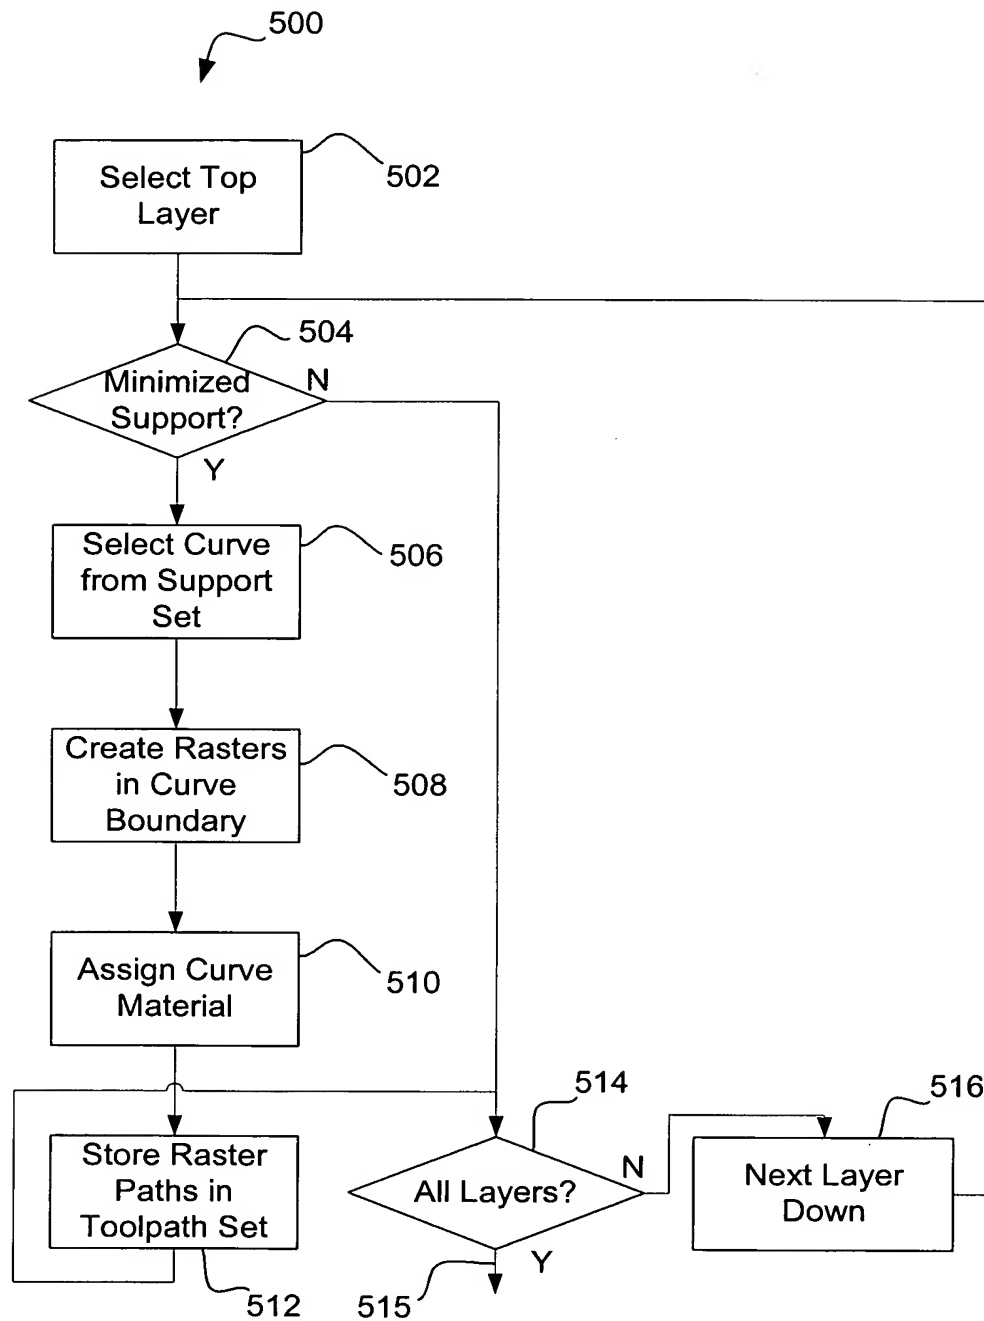 500
Select Top
Layer
502
504
Minimized
Support?
N
Y
Select Curve
from Support
Set
506
Create Rasters
in Curve
Boundary
508
Assign Curve
Material
510
514
516
Store Raster
Paths in
Toolpath Set
All Layers?
N
Next Layer
Down
Y
515
512